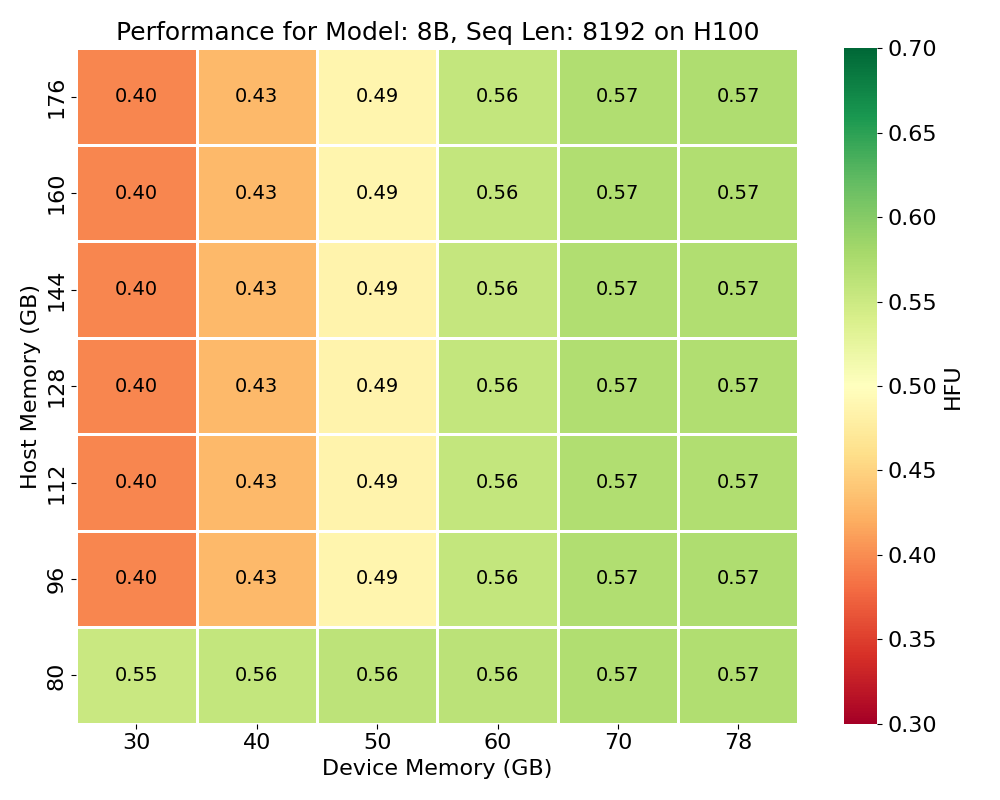 Performance for Model: 8B, Seq Len: 8192 on H100
Host Memory (GB)
176 0.40 0.43 0.49 0.56 0.57 0.57
160 0.40 0.43 0.49 0.56 0.57 0.57
144 0.40 0.43 0.49 0.56 0.57 0.57
128 0.40 0.43 0.49 0.56 0.57 0.57
112 0.40 0.43 0.49 0.56 0.57 0.57
96 0.40 0.43 0.49 0.56 0.57 0.57
80 0.55 0.56 0.56 0.56 0.57 0.57
30 40 50 60 70 78
Device Memory (GB)
0.70
0.65
0.60
0.55
0.50
0.45
0.40
0.35
0.30
HFU